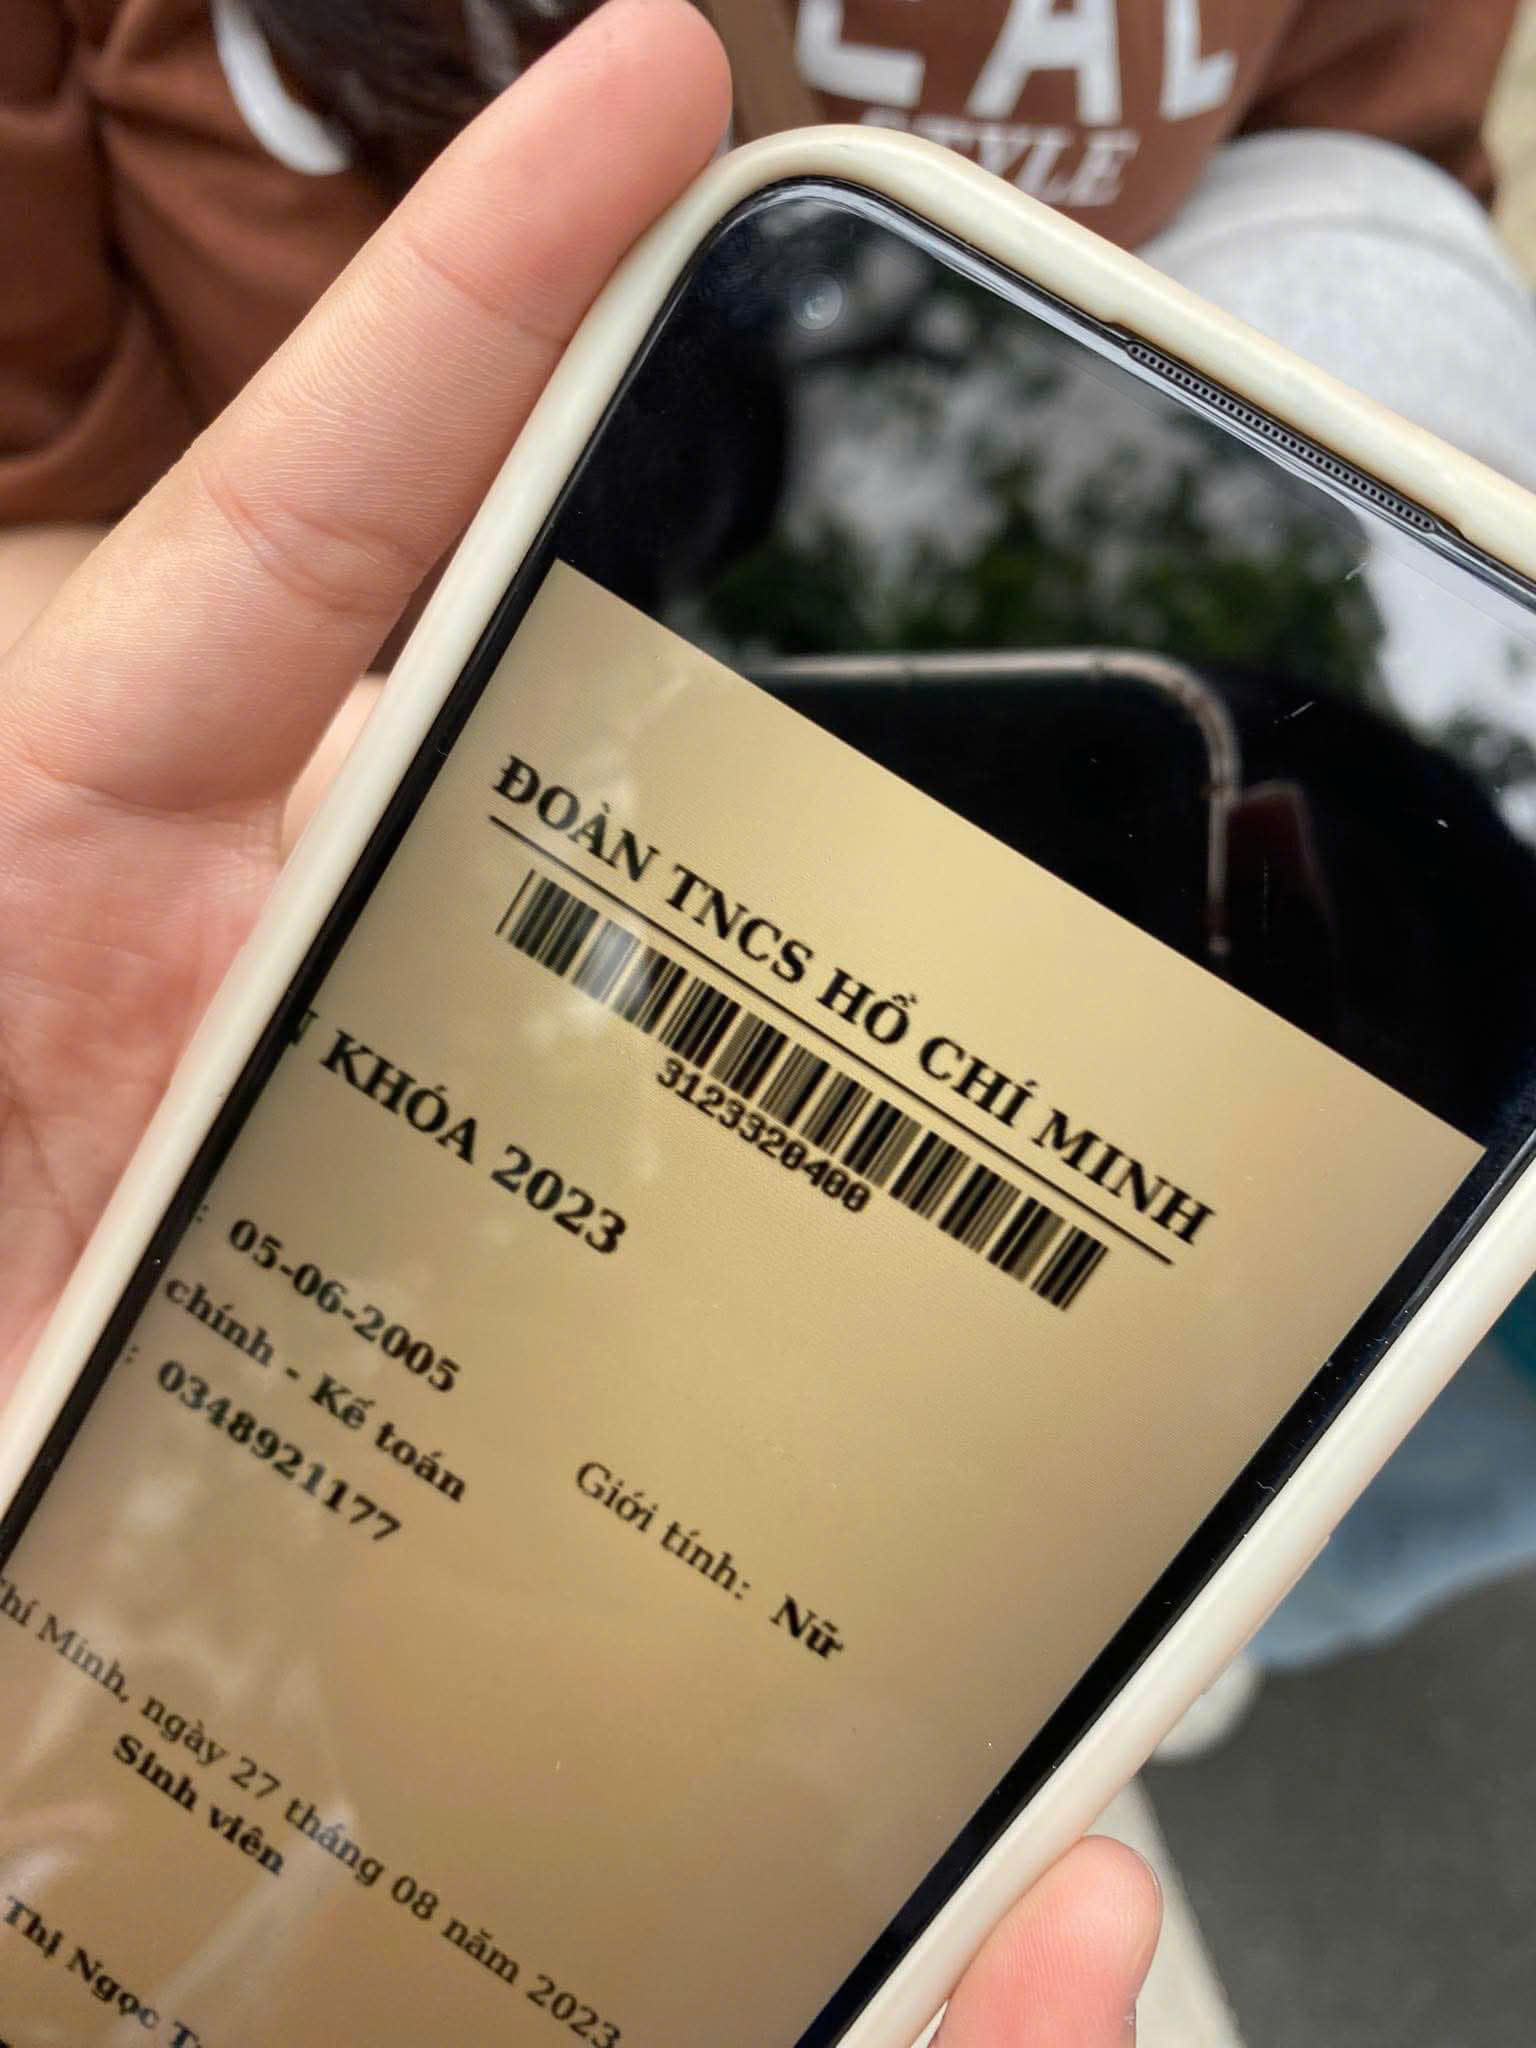 STYLE
ĐOÀN TNCS HỒ CHÍ MINH
3123320400
KHÓA 2023
: 05-06-2005
chính - Kế toán
Giới tính: Nữ
: 0348921177
Minh, ngày 27 tháng 08 năm 2023
Sinh viên
Thị Ngọc